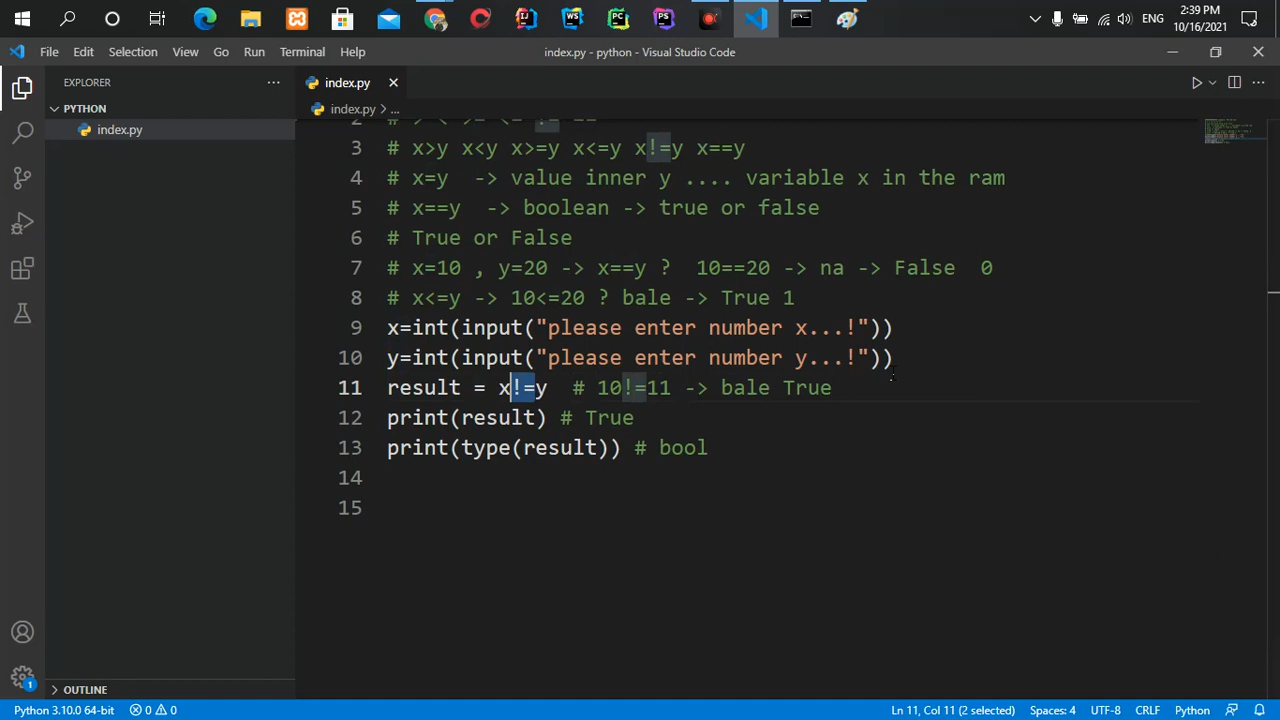 2:39 PM
ENG
10/16/2021
File Edit Selection View Go Run Terminal Help
index.py - python - Visual Studio Code
EXPLORER
index.py
PYTHON
index.py > ...
index.py
2 # > < >= <= != ==
3 # x>y x<y x>=y x<=y x!=y x==y
4 # x=y -> value inner y .... variable x in the ram
5 # x==y -> boolean -> true or false
6 # True or False
7 # x=10 , y=20 -> x==y ? 10==20 -> na -> False 0
8 # x<=y -> 10<=20 ? bale -> True 1
9 x=int(input("please enter number x...!"))
10 y=int(input("please enter number y...!"))
11 result = x!=y # 10!=11 -> bale True
12 print(result) # True
13 print(type(result)) # bool
14
15
OUTLINE
1
Python 3.10.0 64-bit 0 0
Ln 11, Col 11 (2 selected) Spaces: 4 UTF-8 CRLF Python